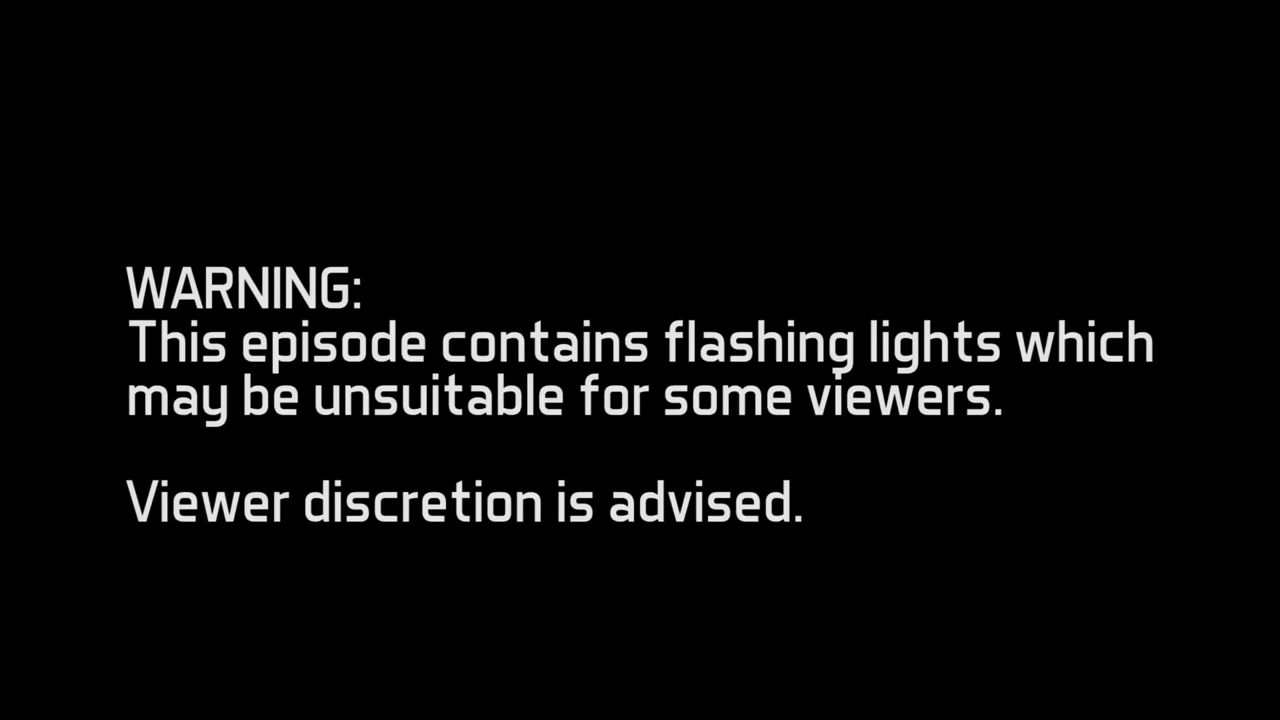 WARNING:
This episode contains flashing lights which
may be unsuitable for some viewers.
Viewer discretion is advised.